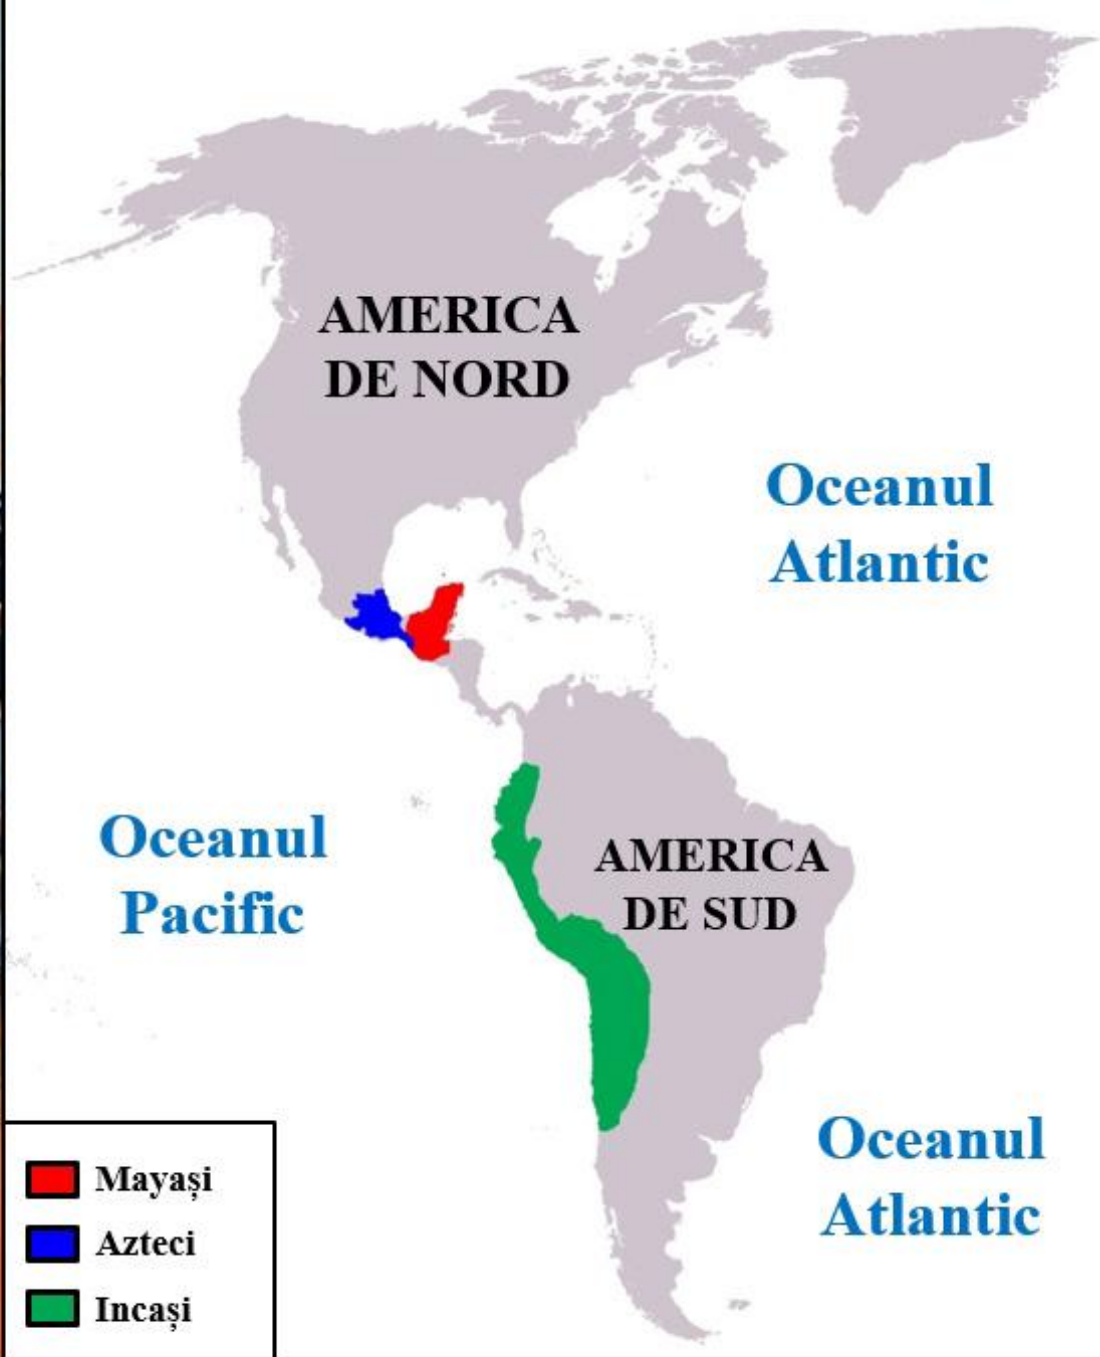 AMERICA
DE NORD
Oceanul
Atlantic
Oceanul
Pacific
AMERICA
DE SUD
Oceanul
Atlantic
Mayași
Azteci
Incași